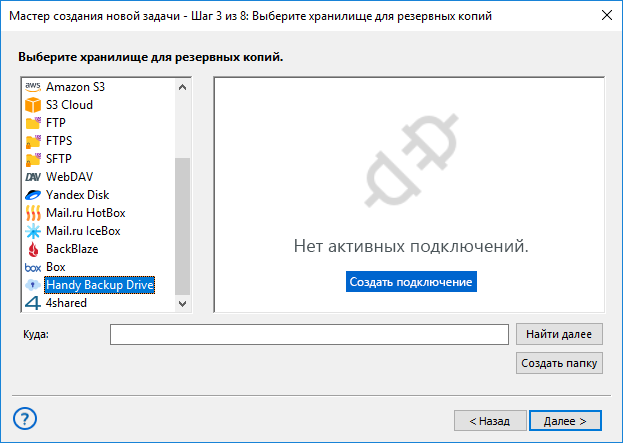 Мастер создания новой задачи - Шаг 3 из 8: Выберите хранилище для резервных копий
Выберите хранилище для резервных копий.
aws Amazon S3
S3 Cloud
FTP
FTPS
SFTP
DAV WebDAV
Yandex Disk
Mail.ru HotBox
Mail.ru IceBox
BackBlaze
box Box
Handy Backup Drive
4 4shared
Нет активных подключений.
Создать подключение
Куда:
Найти далее
Создать папку
?
< Назад
Далее >